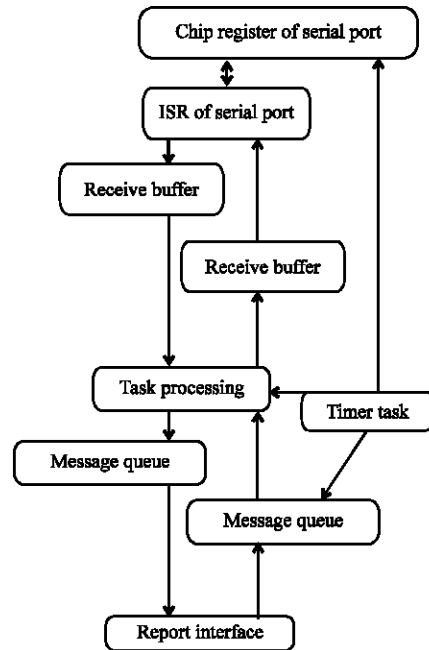 Chip register of serial port
ISR of serial port
Receive buffer
Receive buffer
Task processing
Timer task
Message queue
Message queue
Report interface